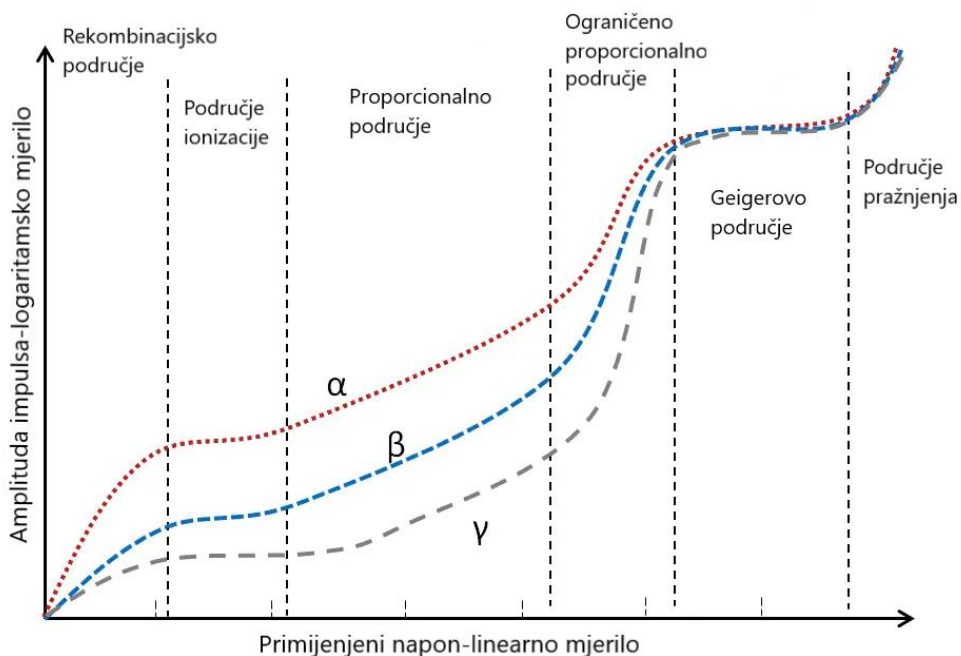 Rekombinacijsko
područje
Područje
ionizacije
Proporcionalno
područje
Ograničeno
proporcionalno
područje
Geigerovo
područje
Područje
pražnjenja
α
β
γ
Amplituda impulsa-logaritamsko mjerilo
Primijenjeni napon-linearno mjerilo